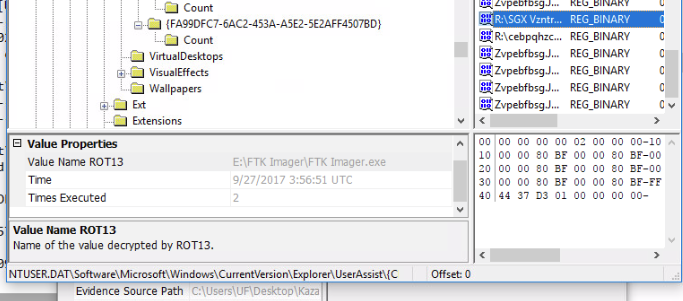 Count
{FA99DFC7-6AC2-453A-A5E2-5E2AFF4507BD}
Count
VirtualDesktops
VisualEffects
Wallpapers
Ext
Extensions
ZvpebfbsgJ... REG_BINARY
R:\SGX Vzntr... REG_BINARY
R:\cebpqhzc... REG_BINARY
ZvpebfbsgJ... REG_BINARY
ZvpebfbsgJ... REG_BINARY
ZvpebfbsgJ... REG_BINARY
ZvpebfbsgJ... REG_BINARY
Value Properties
Value Name ROT13 E:\FTK Imager\FTK Imager.exe
Time 9/27/2017 3:56:51 UTC
Times Executed 2
Value Name ROT13
Name of the value decrypted by ROT13.
00 00 00 00 00 02 00 00 00-10
10 00 00 80 BF 00 00 80 BF-00
20 00 00 80 BF 00 00 80 BF-00
30 00 00 80 BF 00 00 80 BF-FF
40 44 37 D3 01 00 00 00 00-
NTUSER.DAT\Software\Microsoft\Windows\CurrentVersion\Explorer\UserAssist\{C Offset: 0
Evidence Source Path C:\Users\UF\Desktop\Kaza